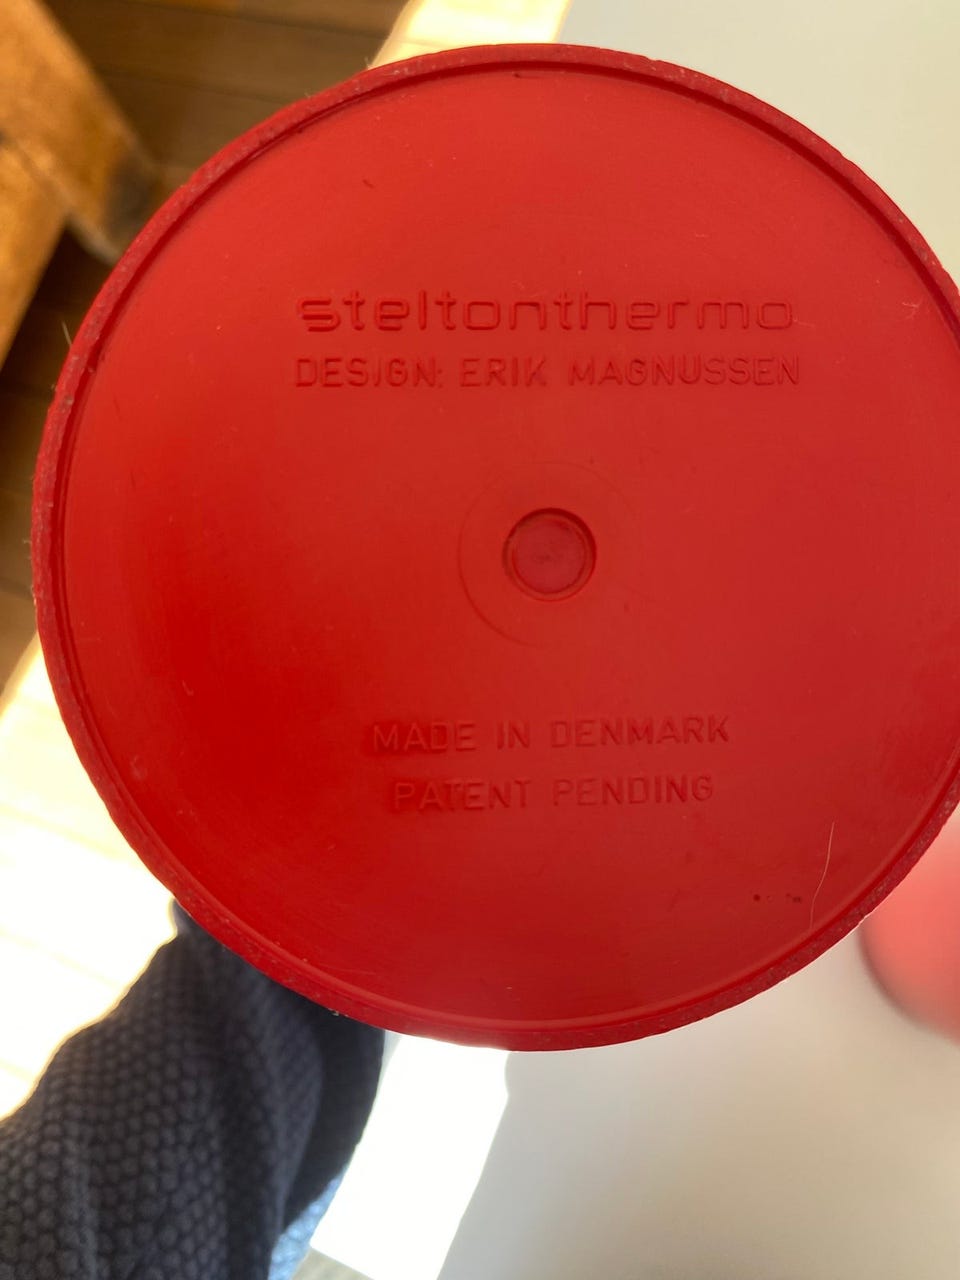 steltonthermo
DESIGN: ERIK MAGNUSSEN
MADE IN DENMARK
PATENT PENDING